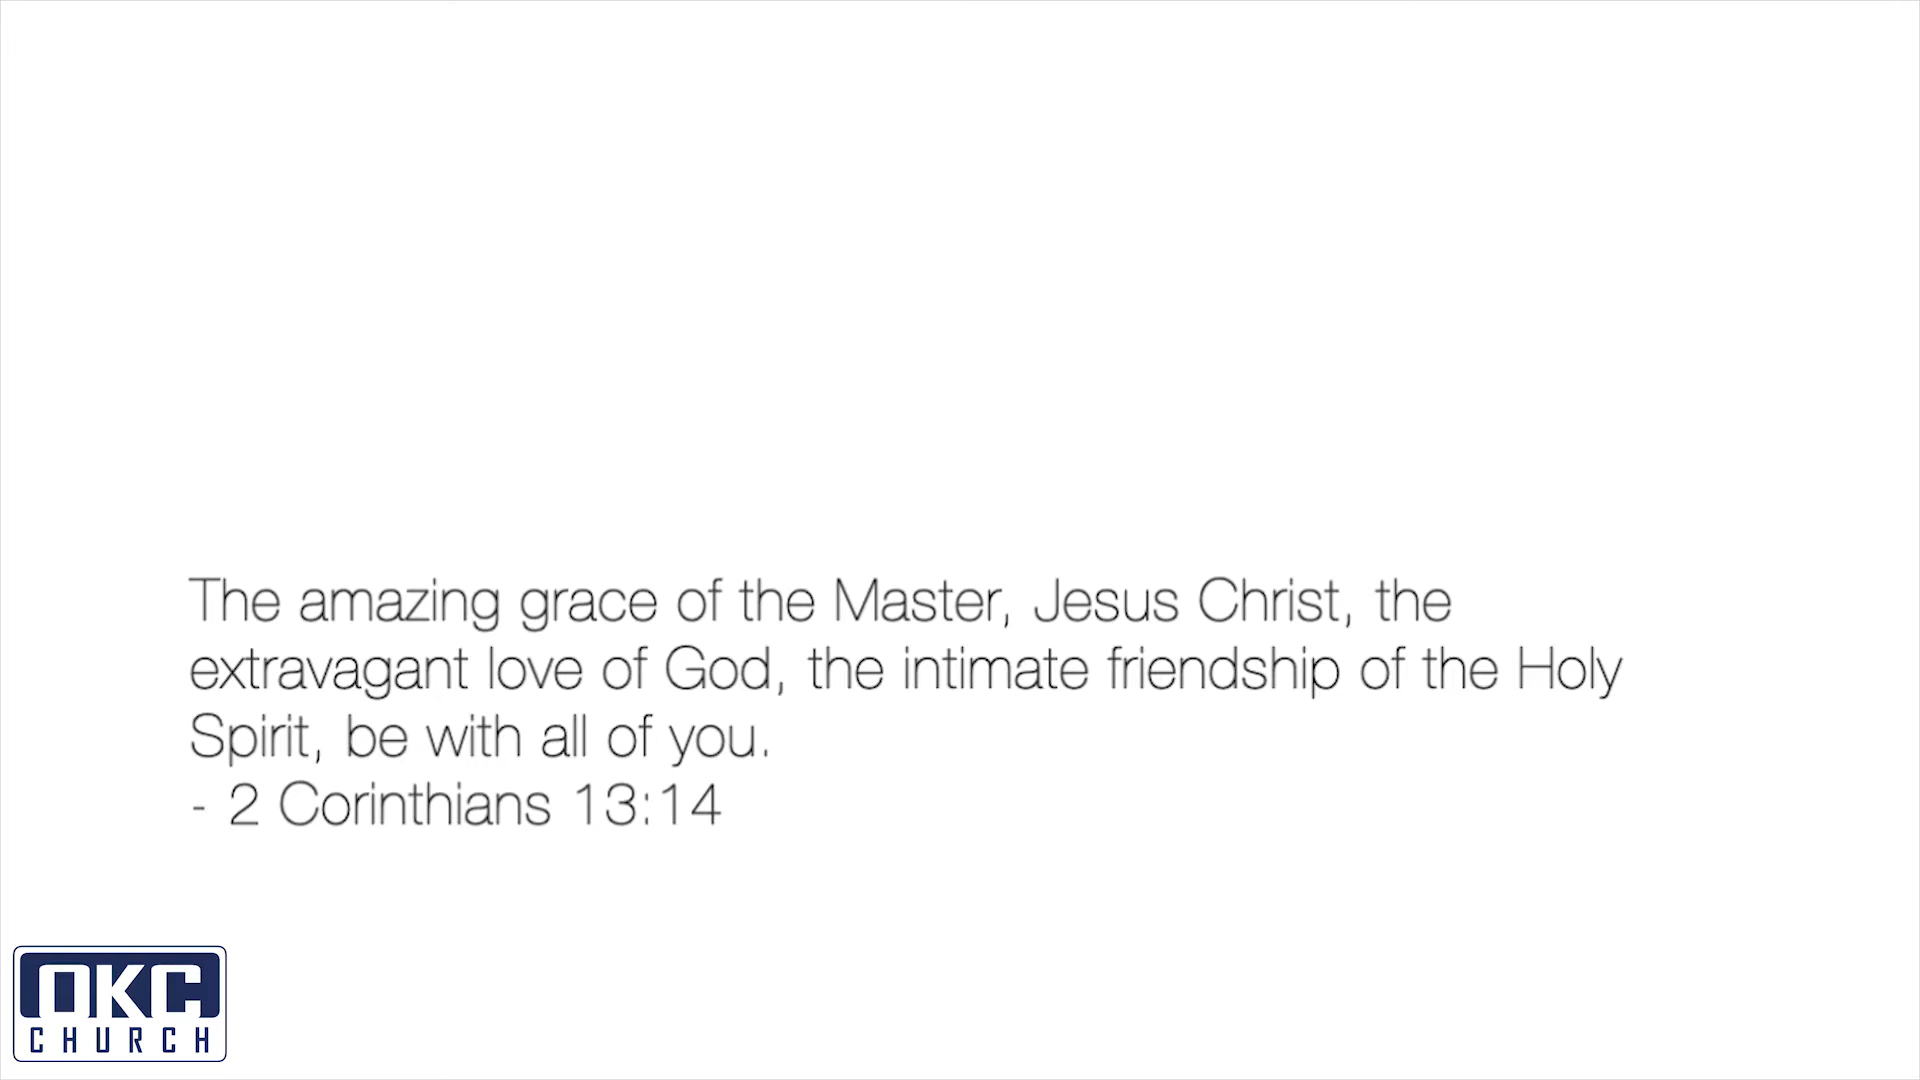 The amazing grace of the Master, Jesus Christ, the
extravagant love of God, the intimate friendship of the Holy
Spirit, be with all of you.
- 2 Corinthians 13:14
OKC
CHURCH